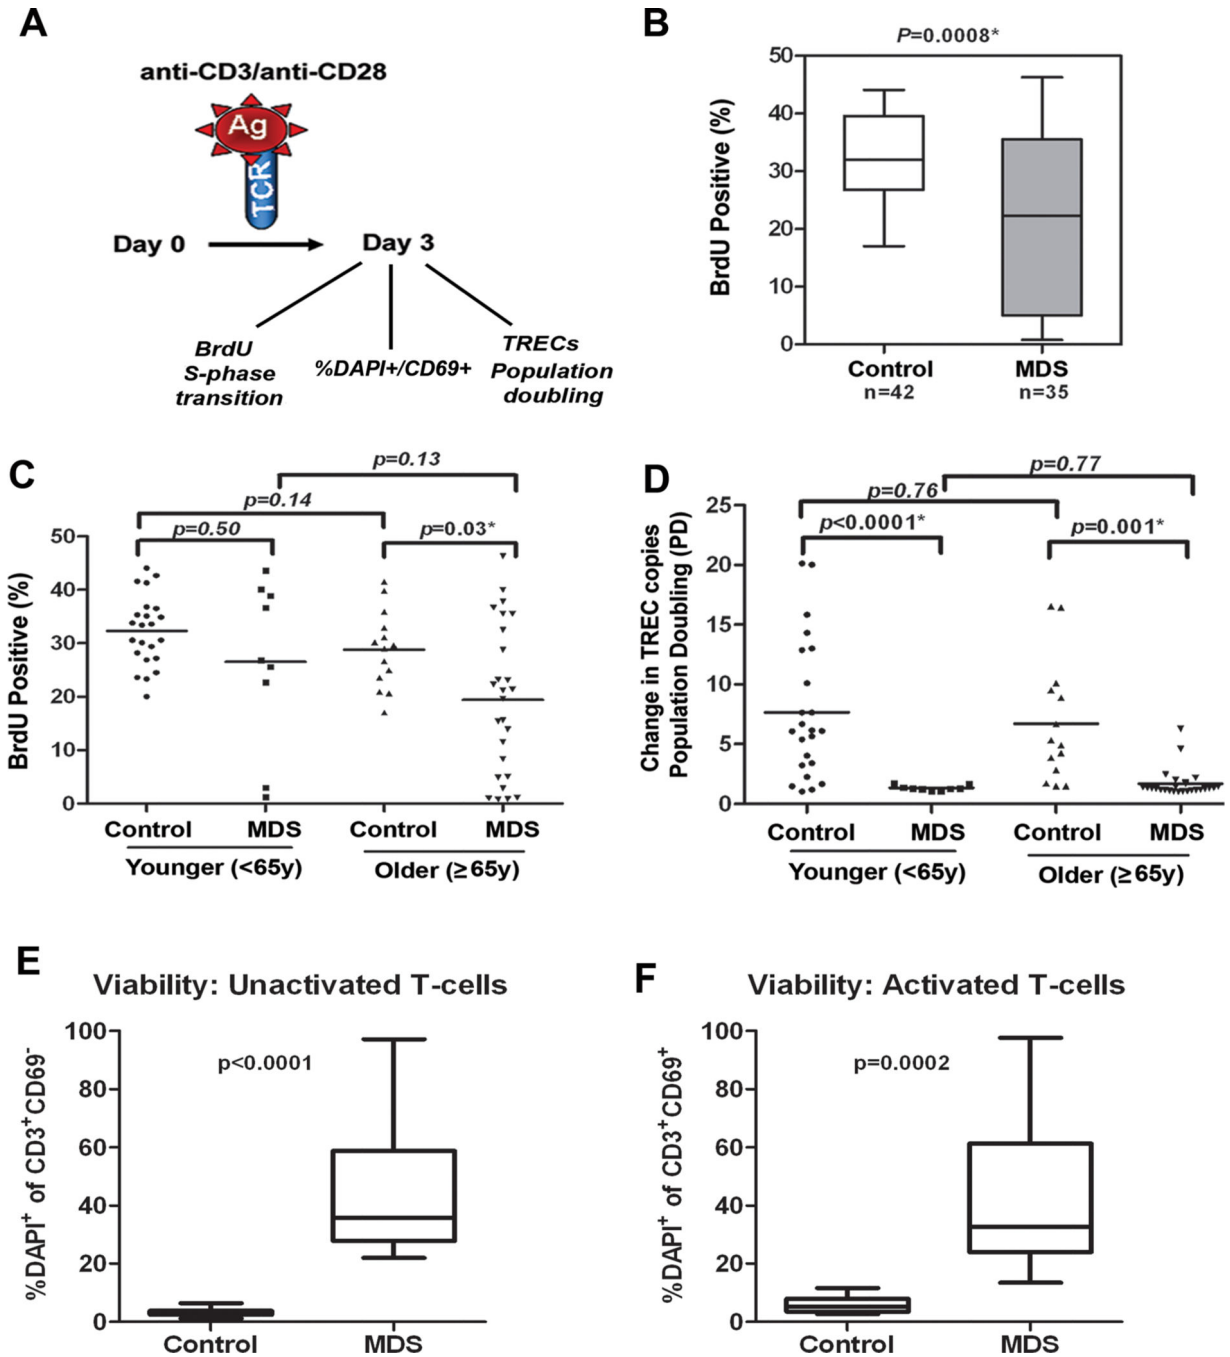 A
anti-CD3/anti-CD28
Ag
TCR
Day 0
Day 3
BrdU
S-phase
transition
%DAPI+/CD69+
TRECs
Population
doubling
B
P=0.0008*
BrdU Positive (%)
50
40
30
20
10
0
Control
MDS
n=42
n=35
C
p=0.13
p=0.14
p=0.50
p=0.03*
BrdU Positive (%)
50
40
30
20
10
0
Control
MDS
Control
MDS
Younger (<65y)
Older (≥65y)
D
p=0.77
p=0.76
p<0.0001*
p=0.001*
Change in TREC copies
Population Doubling (PD)
25
20
15
10
5
0
Control
MDS
Control
MDS
Younger (<65y)
Older (≥65y)
E
Viability: Unactivated T-cells
p<0.0001
%DAPI⁺ of CD3⁺CD69⁻
100
80
60
40
20
0
Control
MDS
F
Viability: Activated T-cells
p=0.0002
%DAPI⁺ of CD3⁺CD69⁺
100
80
60
40
20
0
Control
MDS